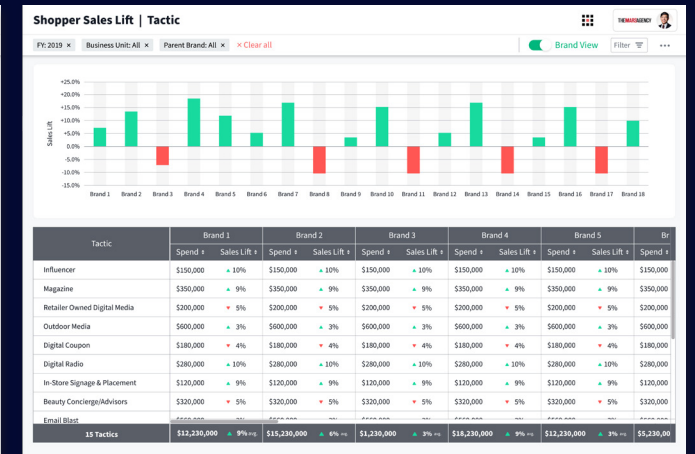 Shopper Sales Lift | Tactic
THEMARSAGENCY
FY: 2019 × Business Unit: All × Parent Brand: All × × Clear all
Brand View Filter
+25.0%
+20.0%
+15.0%
+10.0%
+5.0%
0.0%
-5.0%
-10.0%
-15.0%
Sales Lift
Brand 1 Brand 2 Brand 3 Brand 4 Brand 5 Brand 6 Brand 7 Brand 8 Brand 9 Brand 10 Brand 11 Brand 12 Brand 13 Brand 14 Brand 15 Brand 16 Brand 17 Brand 18
Tactic Brand 1 Brand 2 Brand 3 Brand 4 Brand 5 Br
Spend Sales Lift Spend Sales Lift Spend Sales Lift Spend Sales Lift Spend Sales Lift Spend
Influencer $150,000 10% $150,000 10% $150,000 10% $150,000 10% $150,000 10% $150,000
Magazine $350,000 9% $350,000 9% $350,000 9% $350,000 9% $350,000 9% $350,000
Retailer Owned Digital Media $200,000 5% $200,000 5% $200,000 5% $200,000 5% $200,000 5% $200,000
Outdoor Media $600,000 3% $600,000 3% $600,000 3% $600,000 3% $600,000 3% $600,000
Digital Coupon $180,000 4% $180,000 4% $180,000 4% $180,000 4% $180,000 4% $180,000
Digital Radio $280,000 10% $280,000 10% $280,000 10% $280,000 10% $280,000 10% $280,000
In-Store Signage & Placement $120,000 9% $120,000 9% $120,000 9% $120,000 9% $120,000 9% $120,000
Beauty Concierge/Advisors $320,000 5% $320,000 5% $320,000 5% $320,000 5% $320,000 5% $320,000
Email Blast
15 Tactics $12,230,000 9% avg. $15,230,000 6% avg. $1,230,000 3% avg. $18,230,000 9% avg. $12,230,000 3% avg. $5,230,00